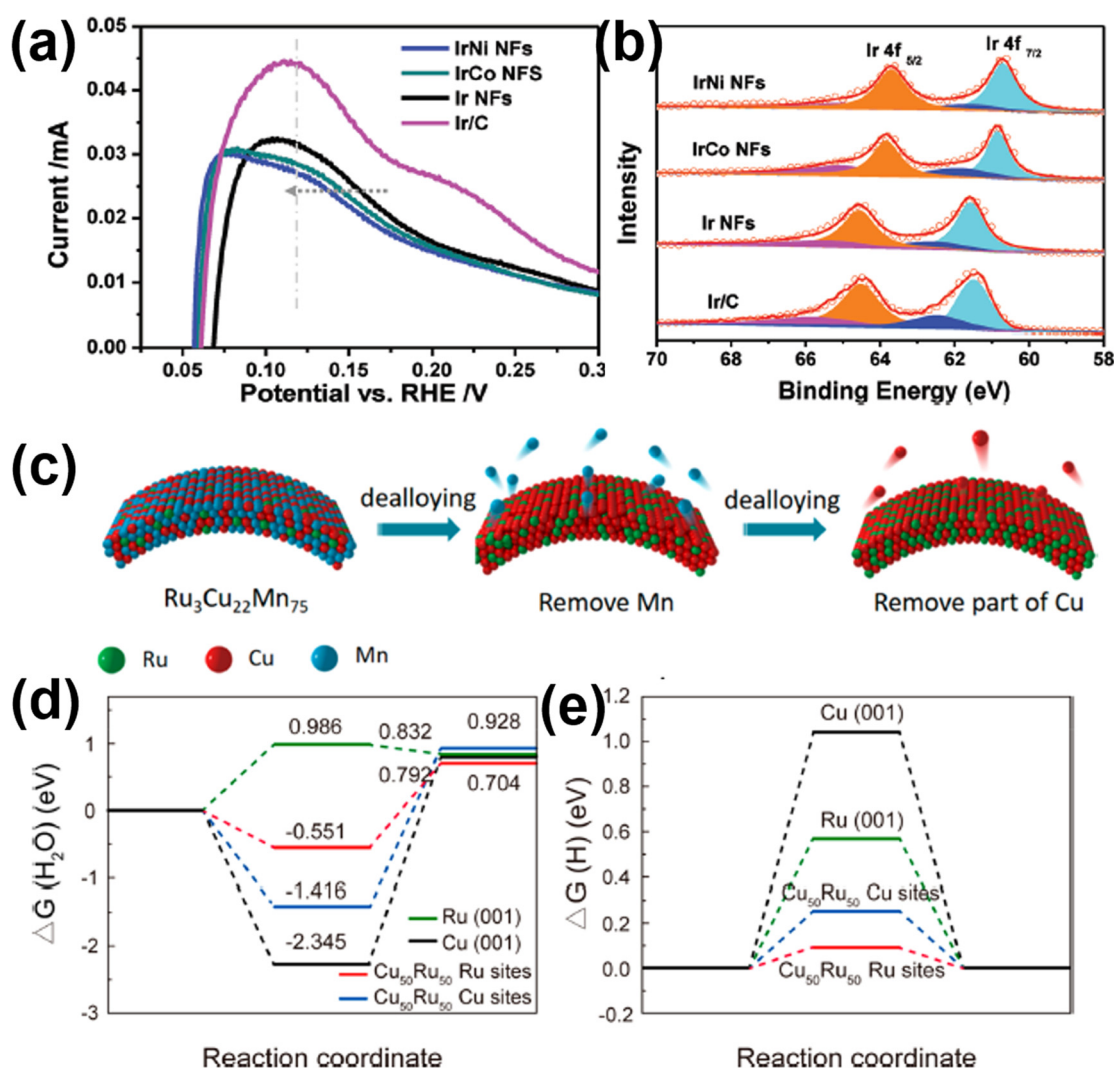 (a)
0.05
0.04
0.03
0.02
0.01
0.00
Current /mA
IrNi NFs
IrCo NFS
Ir NFs
Ir/C
0.05 0.10 0.15 0.20 0.25 0.3
Potential vs. RHE /V
(b)
Ir 4f 5/2 Ir 4f 7/2
IrNi NFs
IrCo NFs
Ir NFs
Ir/C
Intensity
70 68 66 64 62 60 58
Binding Energy (eV)
(c)
dealloying dealloying
Ru₃Cu₂₂Mn₇₅ Remove Mn Remove part of Cu
Ru Cu Mn
(d)
1
0
-1
-2
-3
△G (H₂O) (eV)
0.986 0.832 0.928
0.792 0.704
-0.551
-1.416
-2.345
Ru (001)
Cu (001)
Cu₅₀Ru₅₀ Ru sites
Cu₅₀Ru₅₀ Cu sites
Reaction coordinate
(e)
1.2
1.0
0.8
0.6
0.4
0.2
0.0
-0.2
△G (H) (eV)
Cu (001)
Ru (001)
Cu₅₀Ru₅₀ Cu sites
Cu₅₀Ru₅₀ Ru sites
Reaction coordinate